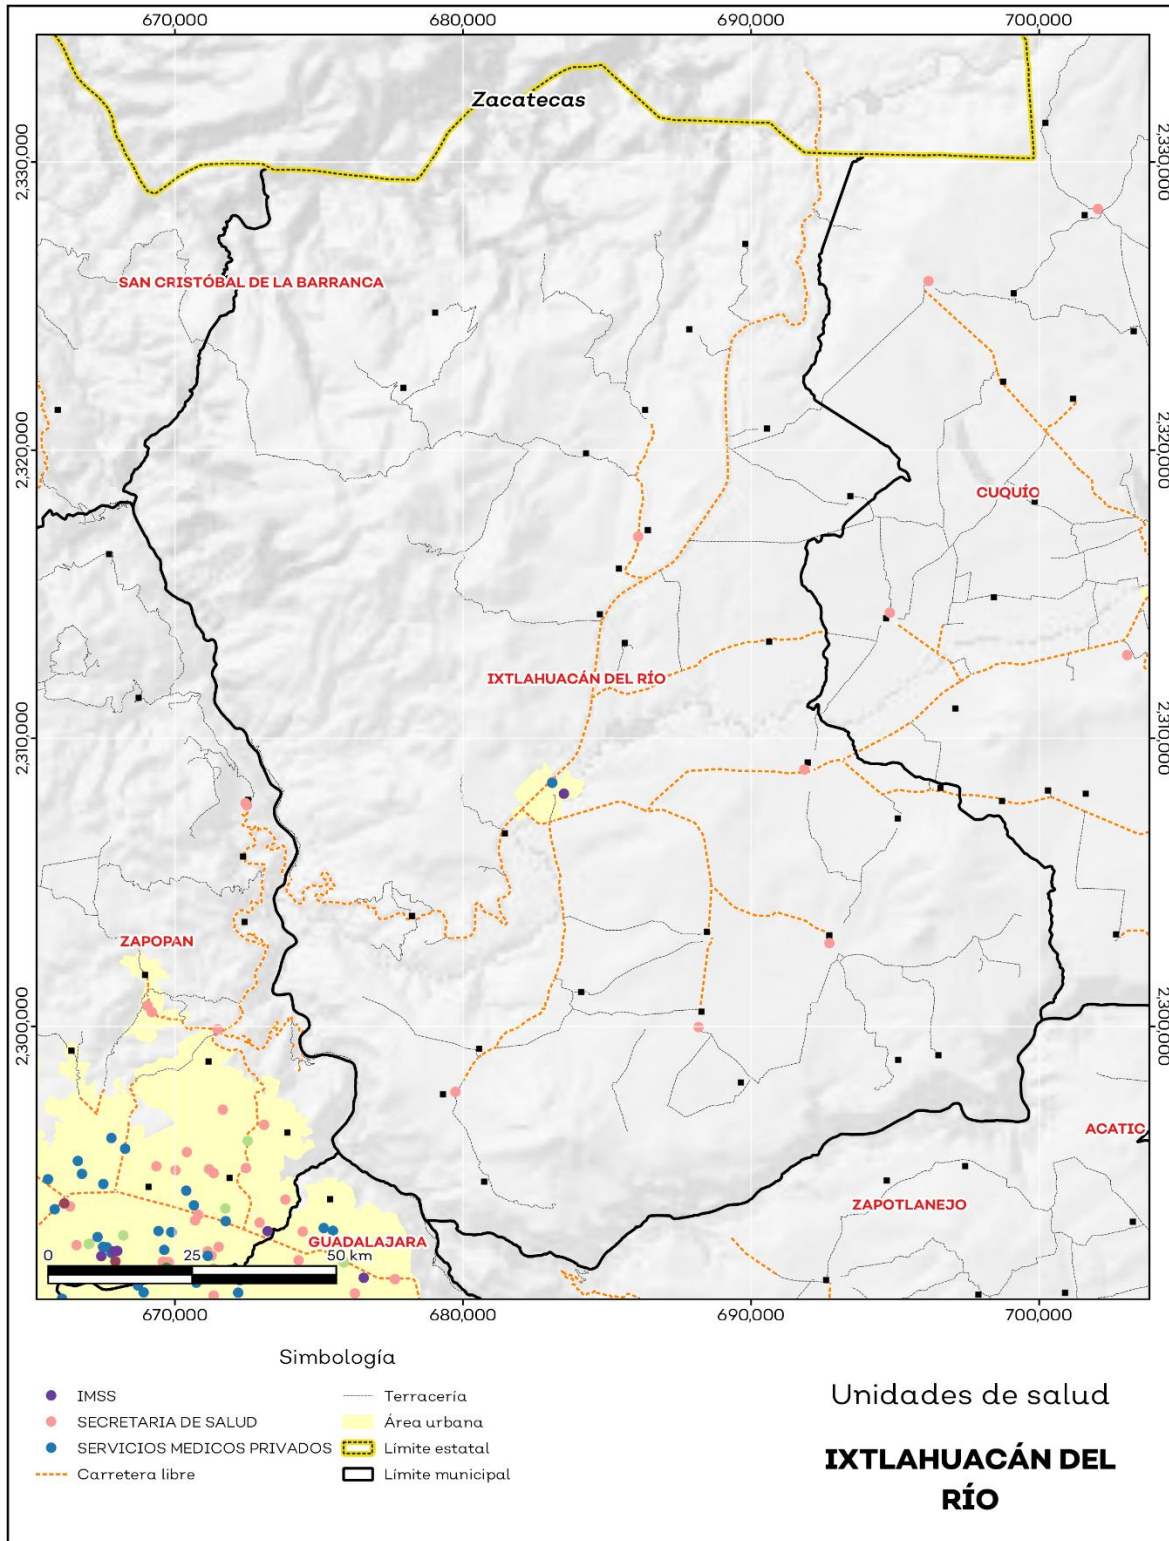 670,000 680,000 690,000 700,000
Zacatecas
2,330,000 2,330,000
SAN CRISTÓBAL DE LA BARRANCA
2,320,000 2,320,000
CUQUÍO
IXTLAHUACÁN DEL RÍO
2,310,000 2,310,000
ZAPOPAN
2,300,000 2,300,000
ACATIC
ZAPOTLANEJO
GUADALAJARA
0 25 50 km
670,000 680,000 690,000 700,000
Simbología
IMSS
SECRETARIA DE SALUD
SERVICIOS MEDICOS PRIVADOS
Carretera libre
Terracería
Área urbana
Límite estatal
Límite municipal
Unidades de salud
IXTLAHUACÁN DEL
RÍO